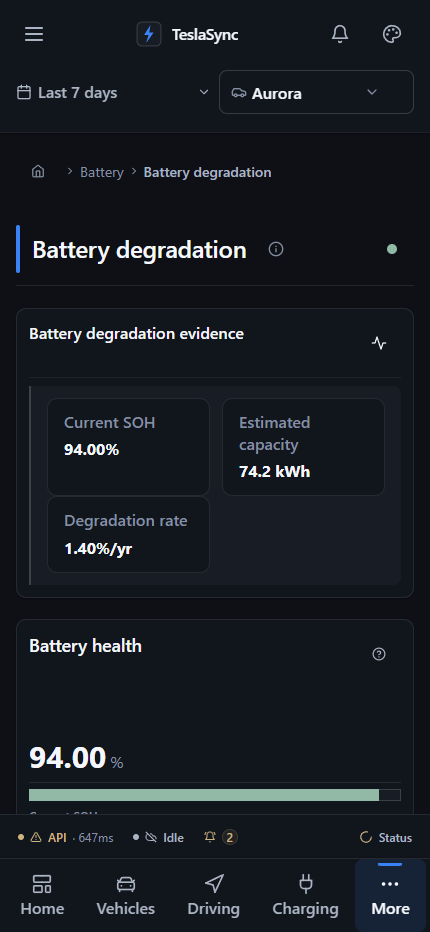 TeslaSync
Last 7 days
Aurora
Battery
Battery degradation
Battery degradation
Battery degradation evidence
Current SOH
94.00%
Estimated
capacity
74.2 kWh
Degradation rate
1.40%/yr
Battery health
94.00 %
API · 647ms
Idle
2
Status
Home
Vehicles
Driving
Charging
More